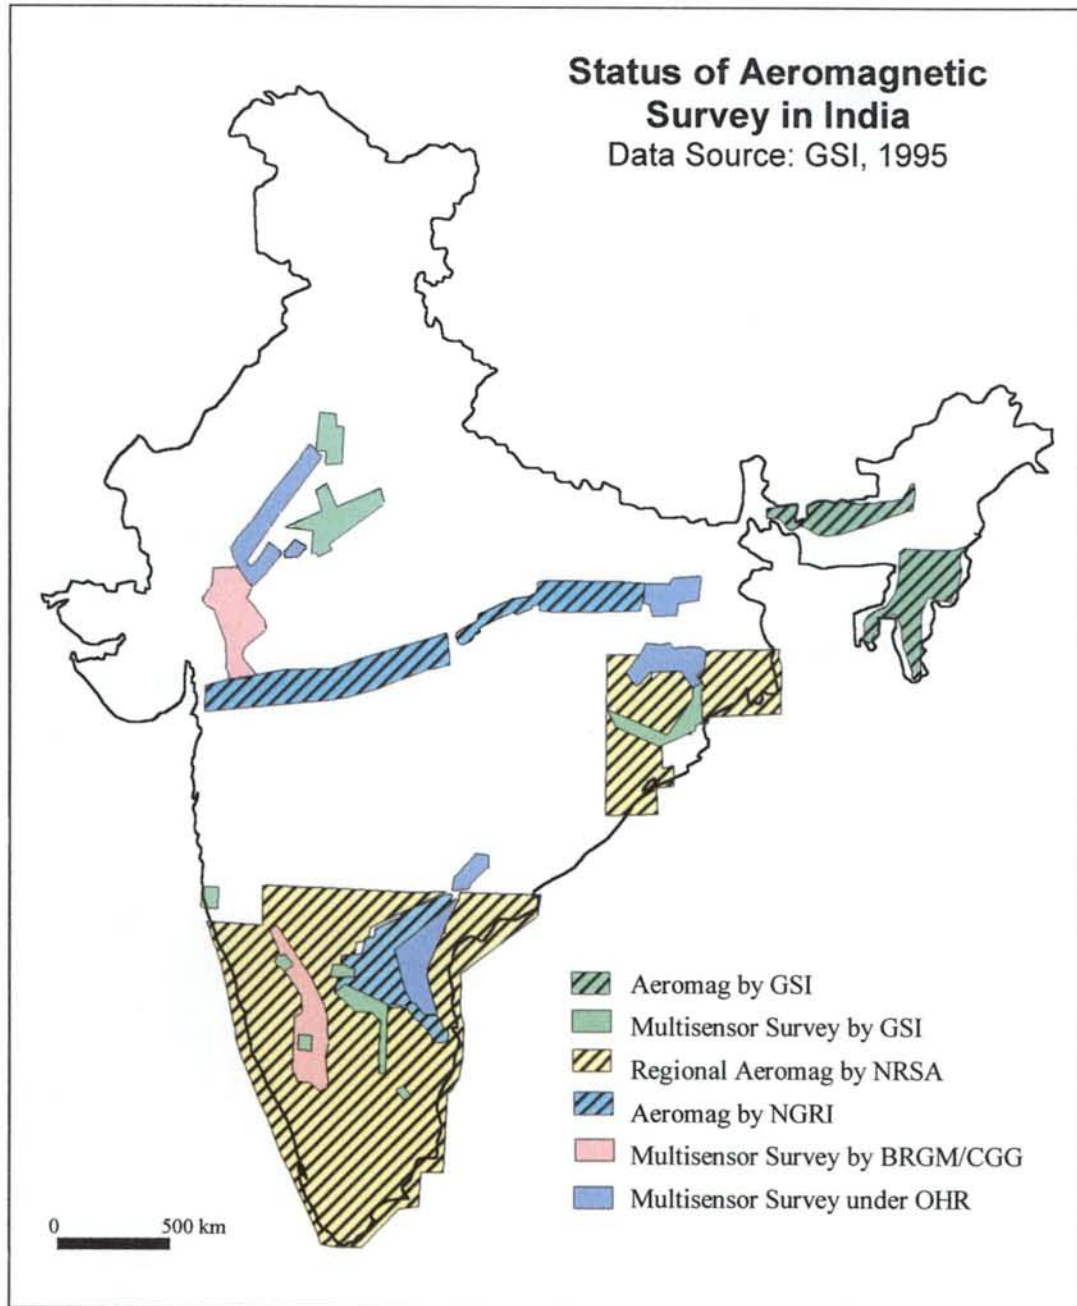 Status of Aeromagnetic
Survey in India
Data Source: GSI, 1995
Aeromag by GSI
Multisensor Survey by GSI
Regional Aeromag by NRSA
Aeromag by NGRI
Multisensor Survey by BRGM/CGG
Multisensor Survey under OHR
0 500 km